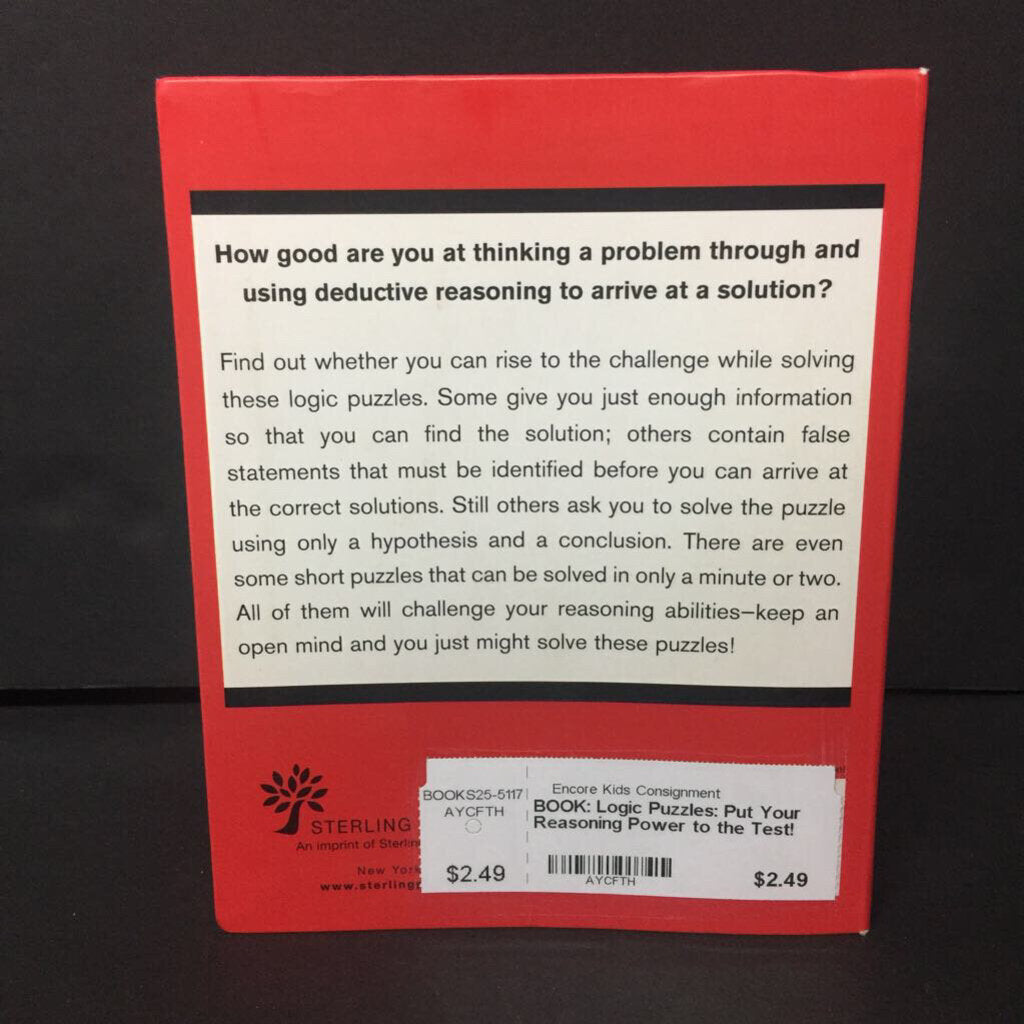 How good are you at thinking a problem through and
using deductive reasoning to arrive at a solution?
Find out whether you can rise to the challenge while solving
these logic puzzles. Some give you just enough information
so that you can find the solution; others contain false
statements that must be identified before you can arrive at
the correct solutions. Still others ask you to solve the puzzle
using only a hypothesis and a conclusion. There are even
some short puzzles that can be solved in only a minute or two.
All of them will challenge your reasoning abilities—keep an
open mind and you just might solve these puzzles!
STERLING
An imprint of
New
BOOKS25-5117
AYCFTH
$2.49
Encore Kids Consignment
BOOK: Logic Puzzles: Put Your
Reasoning Power to the Test!
AYCFTH
$2.49